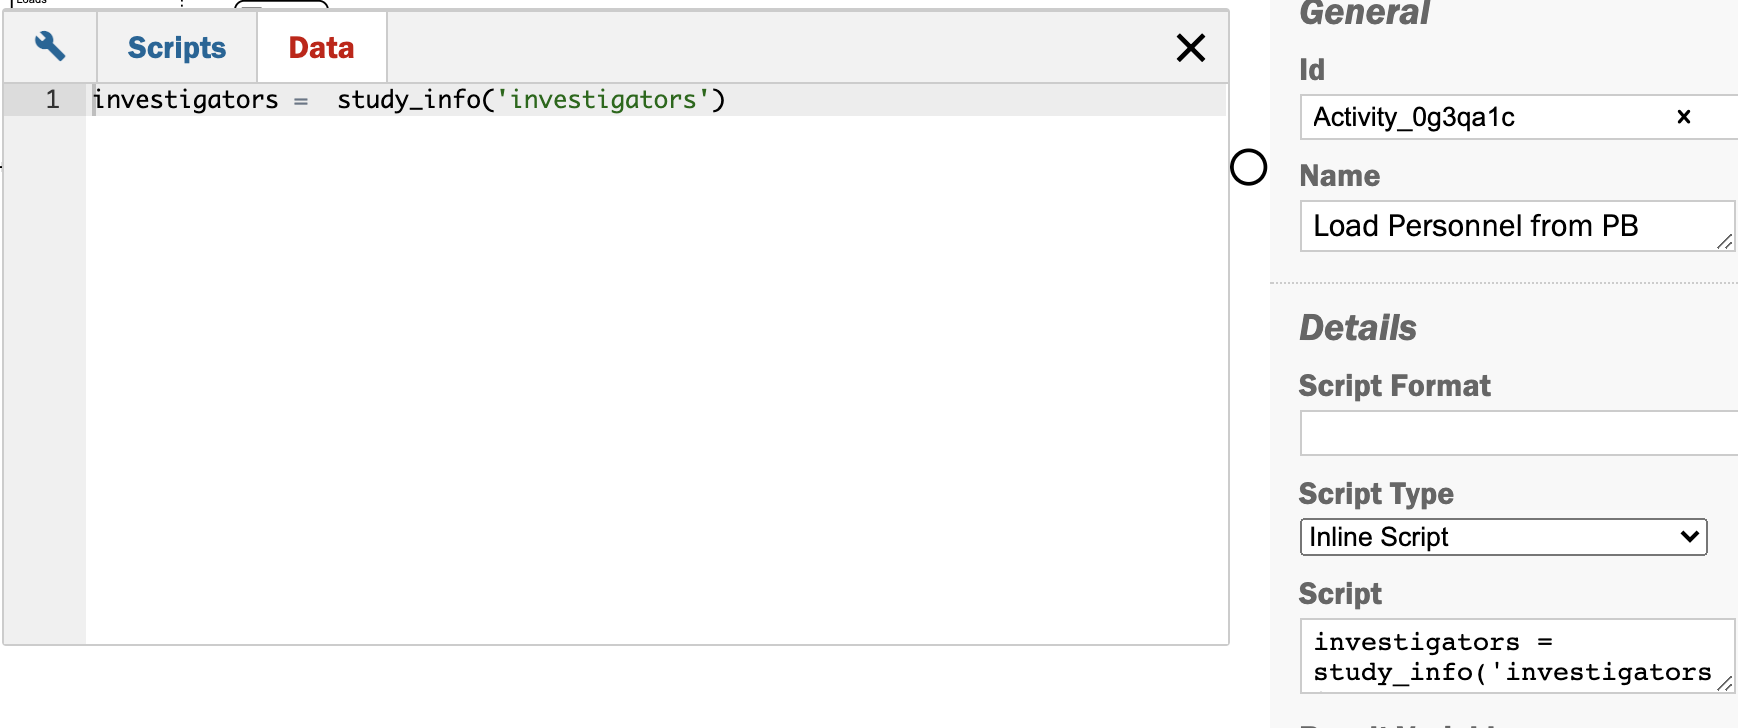 Loads
Scripts
Data
1 investigators = study_info('investigators')
General
Id
Activity_0g3qa1c ×
Name
Load Personnel from PB
Details
Script Format
Script Type
Inline Script
Script
investigators =
study_info('investigators